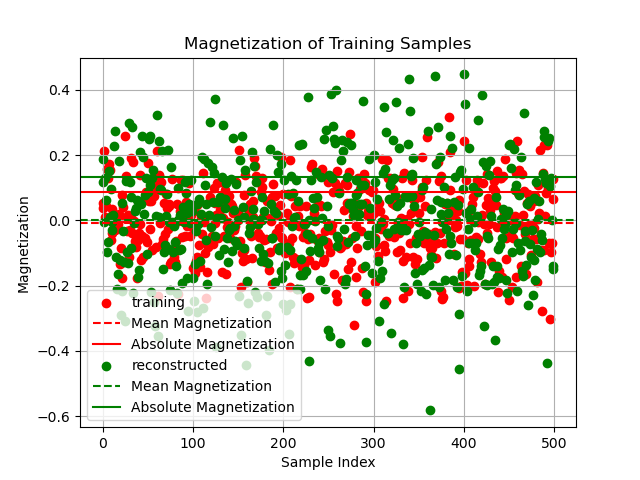 Magnetization of Training Samples
Magnetization
0.4
0.2
0.0
−0.2
−0.4
−0.6
training
Mean Magnetization
Absolute Magnetization
reconstructed
Mean Magnetization
Absolute Magnetization
0 100 200 300 400 500
Sample Index